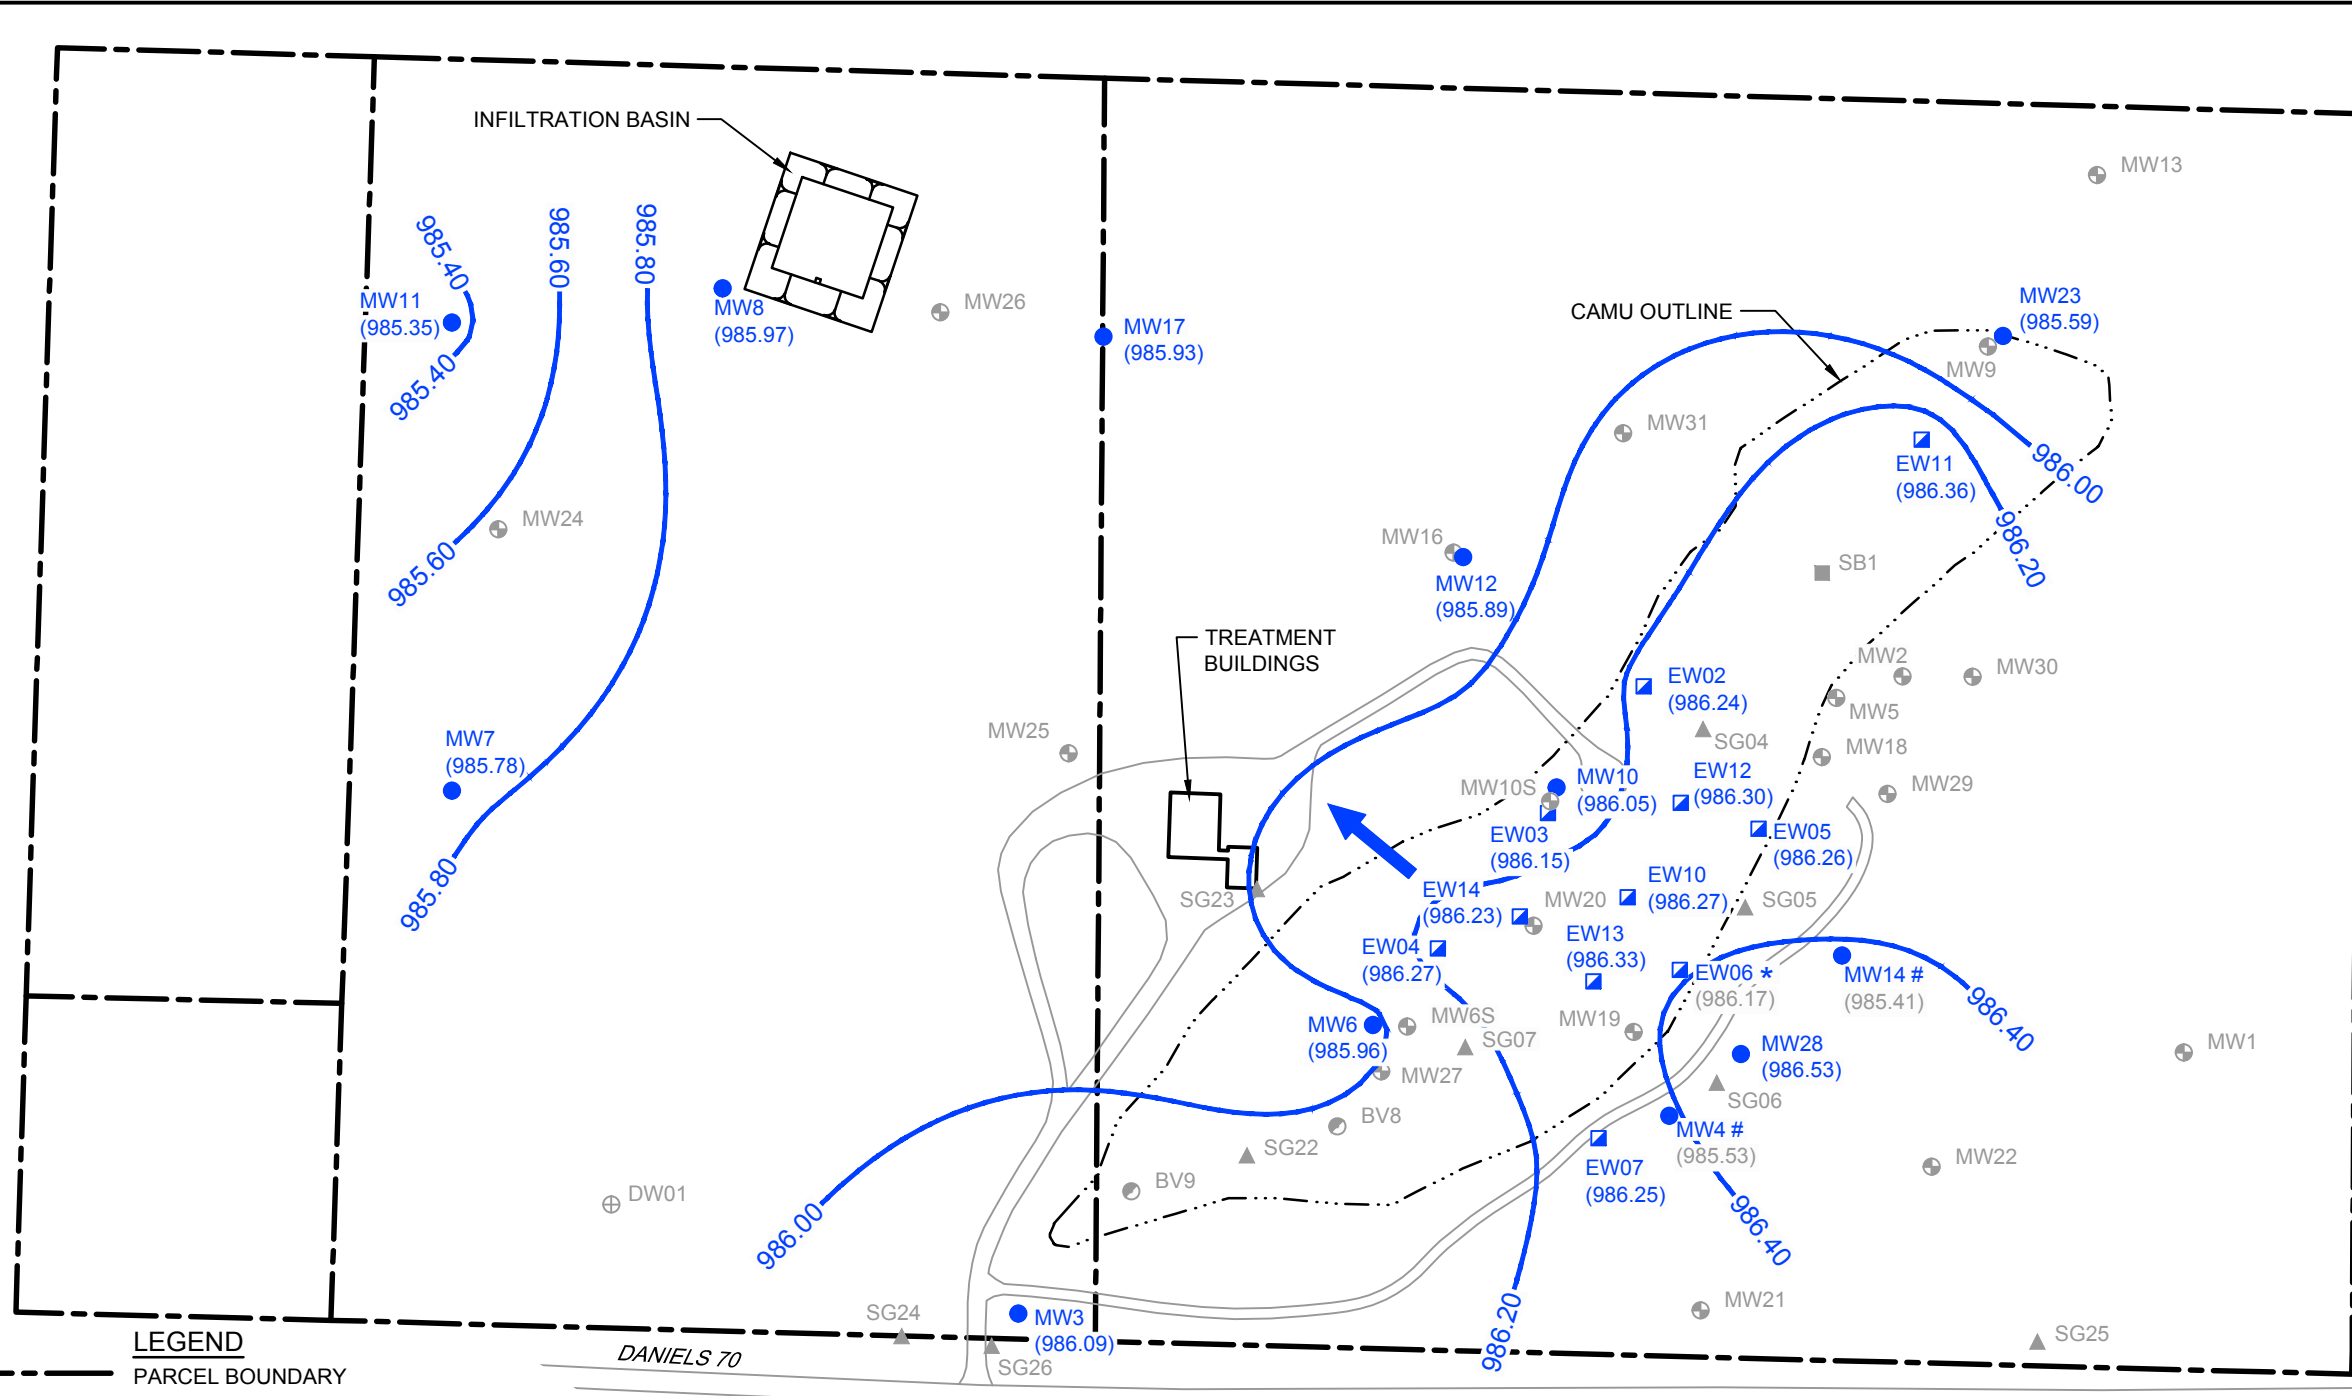 INFILTRATION BASIN
MW13
985.40
985.60
985.80
MW11
(985.35)
MW8
(985.97)
MW26
MW17
(985.93)
CAMU OUTLINE
MW23
(985.59)
MW9
985.40
MW31
986.00
EW11
(986.36)
MW24
985.60
MW16
MW12
(985.89)
986.20
SB1
TREATMENT
BUILDINGS
MW2
MW30
EW02
(986.24)
MW5
MW25
SG04
MW18
MW7
(985.78)
MW10S
MW10
(986.05)
EW12
(986.30)
MW29
EW03
(986.15)
EW05
(986.26)
985.80
SG23
EW14
(986.23)
MW20
EW10
(986.27)
SG05
EW04
(986.27)
EW13
(986.33)
EW06 *
(986.17)
MW14 #
(985.41)
986.40
MW6
(985.96)
MW6S
SG07
MW19
MW28
(986.53)
MW1
MW27
SG06
BV8
MW4 #
(985.53)
SG22
EW07
(986.25)
MW22
BV9
DW01
986.00
986.40
MW21
SG24
MW3
(986.09)
986.20
SG25
SG26
LEGEND
DANIELS 70
PARCEL BOUNDARY